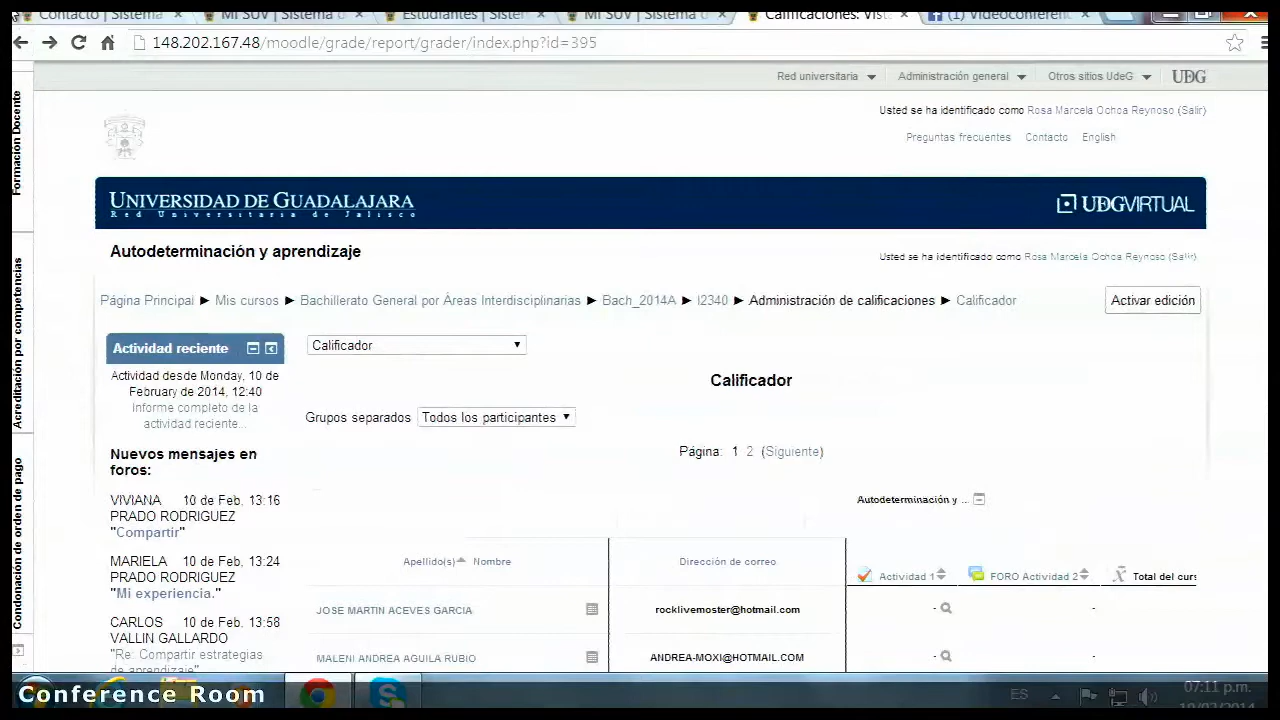 Contacto | Sistema
Mi SUV | Sistema d
Estudiantes | Sister
Mi SUV | Sistema d
Calificaciones: Vista
(1) Videoconferen
148.202.167.48/moodle/grade/report/grader/index.php?id=395
Red universitaria
Administración general
Otros sitios UdeG
UDG
Usted se ha identificado como Rosa Marcela Ochoa Reynoso (Salir)
Preguntas frecuentes Contacto English
UNIVERSIDAD DE GUADALAJARA
Red Universitaria de Jalisco
UDGVIRTUAL
Autodeterminación y aprendizaje
Usted se ha identificado como Rosa Marcela Ochoa Reynoso (Salir)
Página Principal ► Mis cursos ► Bachillerato General por Áreas Interdisciplinarias ► Bach_2014A ► I2340 ► Administración de calificaciones ► Calificador
Activar edición
Formación Docente
Acreditación por competencias
Condonación de orden de pago
Actividad reciente
Actividad desde Monday, 10 de
February de 2014, 12:40
Informe completo de la
actividad reciente...
Nuevos mensajes en
foros:
VIVIANA 10 de Feb, 13:16
PRADO RODRIGUEZ
"Compartir"
MARIELA 10 de Feb, 13:24
PRADO RODRIGUEZ
"Mi experiencia."
CARLOS 10 de Feb, 13:58
VALLIN GALLARDO
"Re: Compartir estrategias
de aprendizaje"
Calificador
Calificador
Grupos separados Todos los participantes
Página: 1 2 (Siguiente)
Autodeterminación y ...
Apellido(s) Nombre
Dirección de correo
Actividad 1
FORO Actividad 2
Total del curs
JOSE MARTIN ACEVES GARCIA
rocklivemoster@hotmail.com
-
-
MALENI ANDREA AGUILA RUBIO
ANDREA-MOXI@HOTMAIL.COM
-
-
Conference Room
ES
07:11 p.m.
10/02/2014